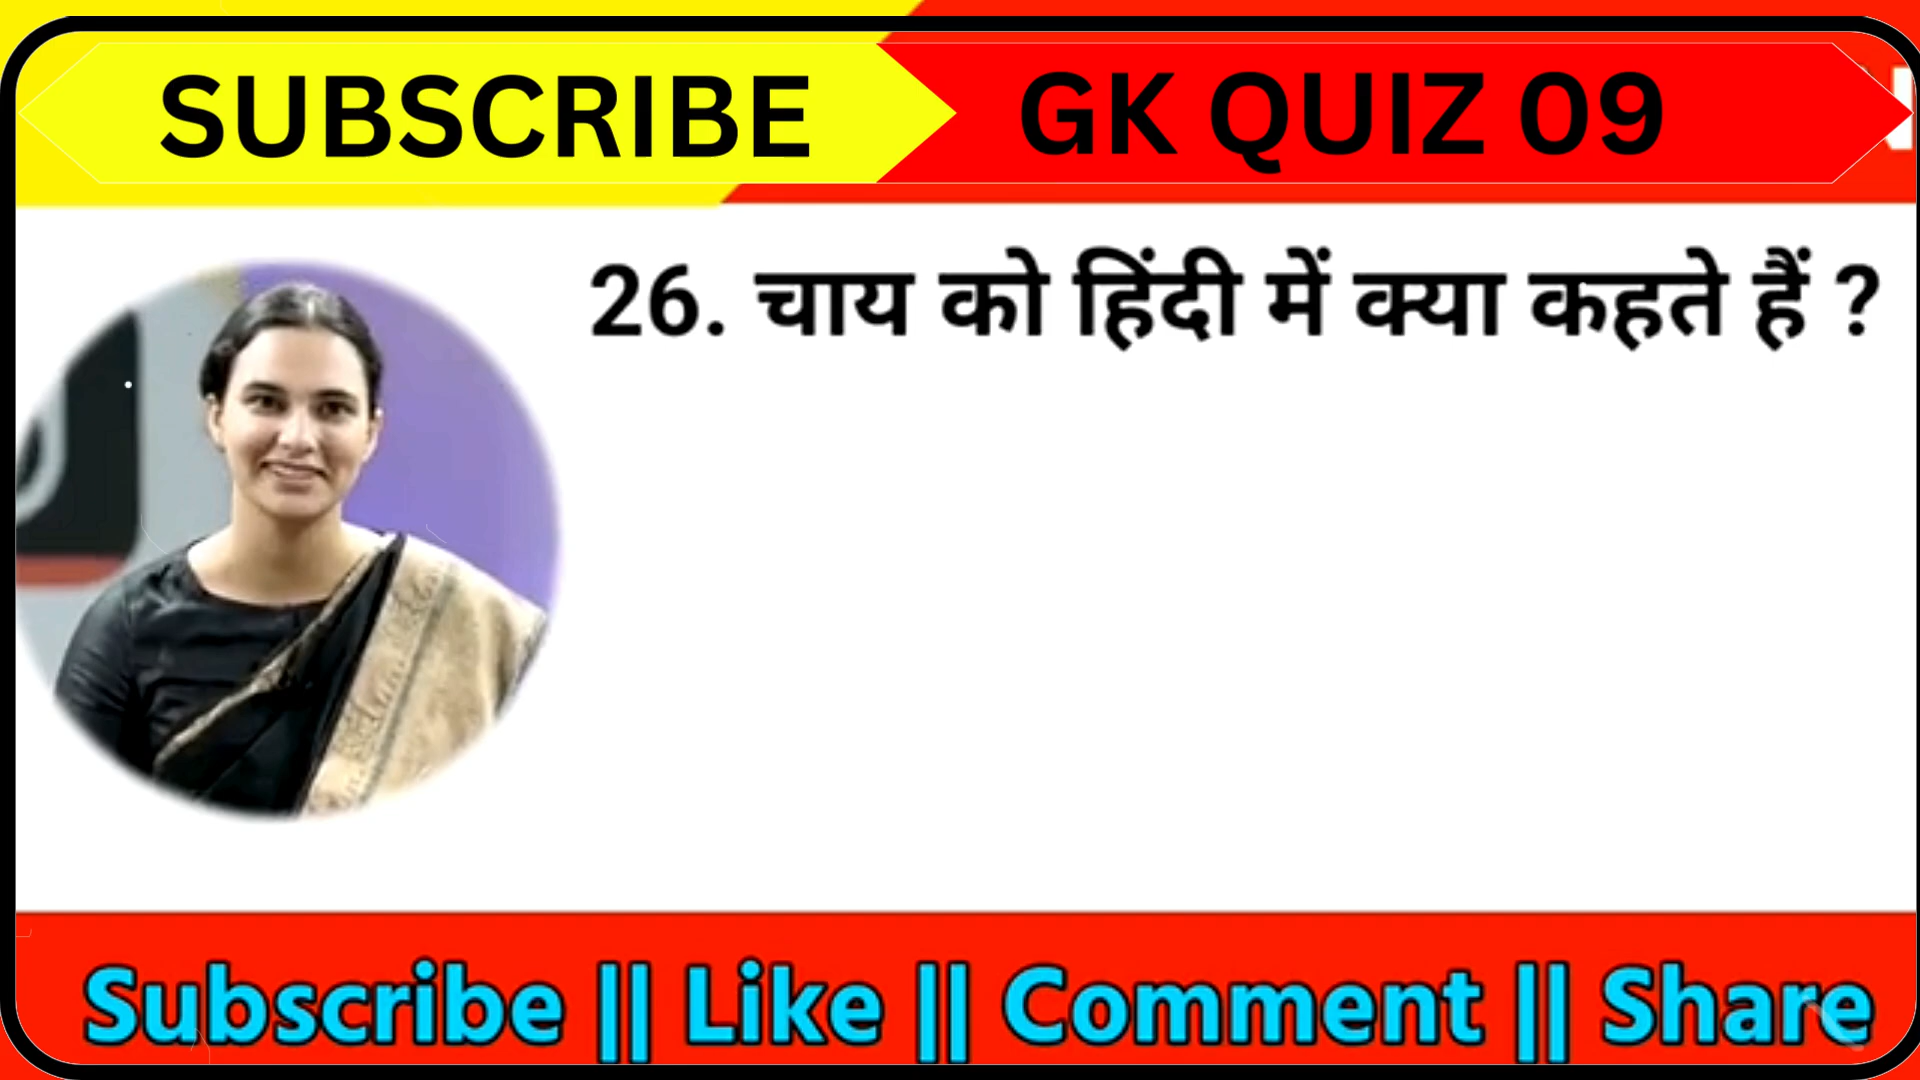 SUBSCRIBE GK QUIZ 09
26. चाय को हिंदी में क्या कहते हैं ?
Subscribe || Like || Comment || Share